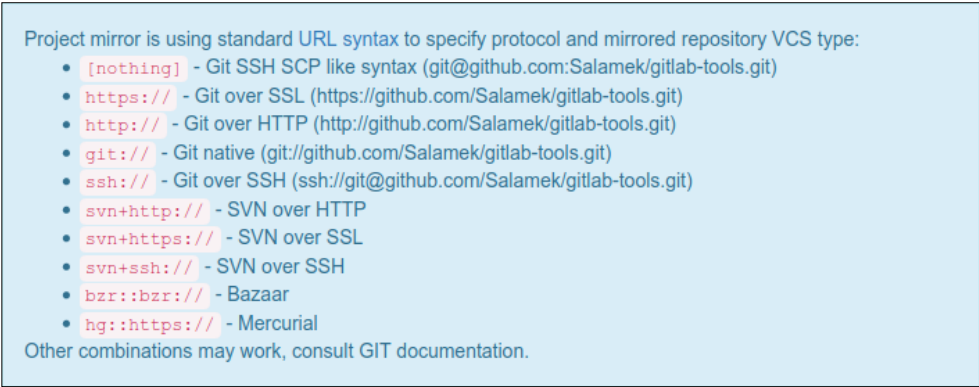 Project mirror is using standard URL syntax to specify protocol and mirrored repository VCS type:
• [nothing] - Git SSH SCP like syntax (git@github.com:Salamek/gitlab-tools.git)
• https:// - Git over SSL (https://github.com/Salamek/gitlab-tools.git)
• http:// - Git over HTTP (http://github.com/Salamek/gitlab-tools.git)
• git:// - Git native (git://github.com/Salamek/gitlab-tools.git)
• ssh:// - Git over SSH (ssh://git@github.com/Salamek/gitlab-tools.git)
• svn+http:// - SVN over HTTP
• svn+https:// - SVN over SSL
• svn+ssh:// - SVN over SSH
• bzr::bzr:// - Bazaar
• hg::https:// - Mercurial
Other combinations may work, consult GIT documentation.